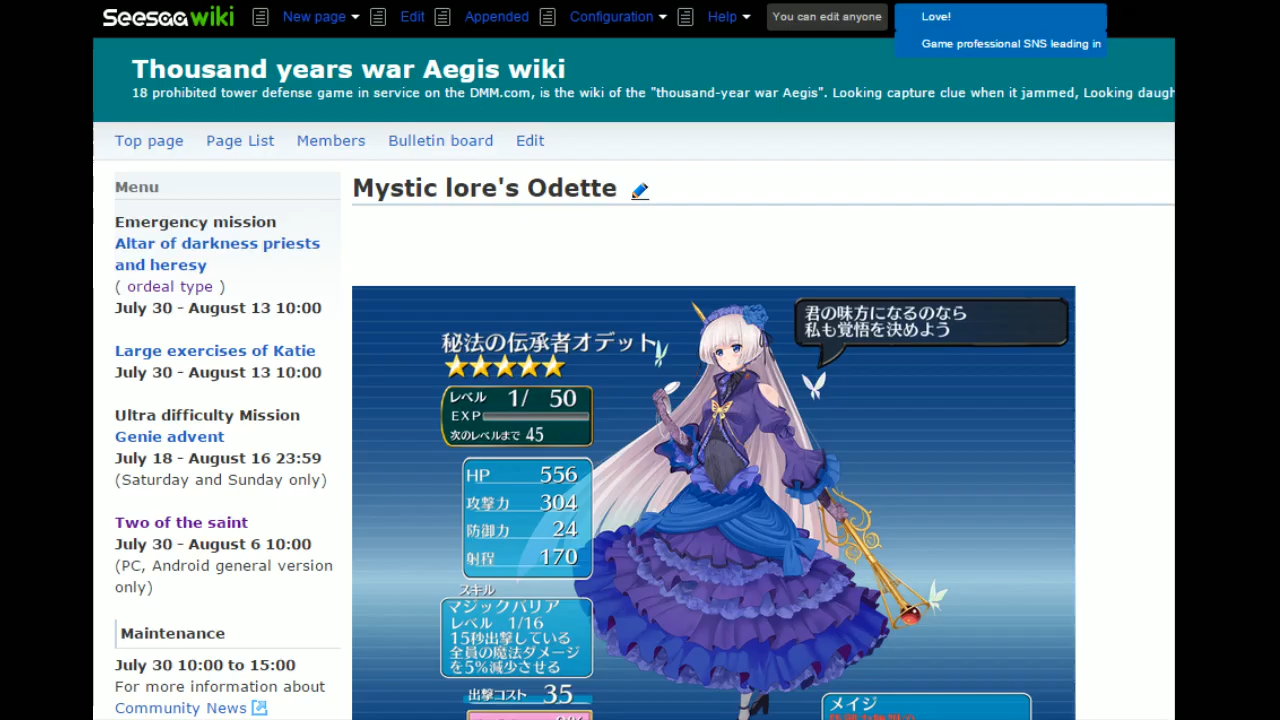 Seesaa wiki New page Edit Appended Configuration Help You can edit anyone
Love!
Game professional SNS leading in
Thousand years war Aegis wiki
18 prohibited tower defense game in service on the DMM.com, is the wiki of the "thousand-year war Aegis". Looking capture clue when it jammed, Looking daugh
Top page Page List Members Bulletin board Edit
Menu
Emergency mission
Altar of darkness priests
and heresy
( ordeal type )
July 30 - August 13 10:00
Large exercises of Katie
July 30 - August 13 10:00
Ultra difficulty Mission
Genie advent
July 18 - August 16 23:59
(Saturday and Sunday only)
Two of the saint
July 30 - August 6 10:00
(PC, Android general version
only)
Maintenance
July 30 10:00 to 15:00
For more information about
Community News
Mystic lore's Odette
君の味方になるのなら
私も覚悟を決めよう
秘法の伝承者オデット
レベル 1/ 50
EXP
次のレベルまで 45
HP 556
攻撃力 304
防御力 24
射程 170
スキル
マジックバリア
レベル 1/16
15秒出撃している
全員の魔法ダメージ
を5%減少させる
出撃コスト 35
メイジ